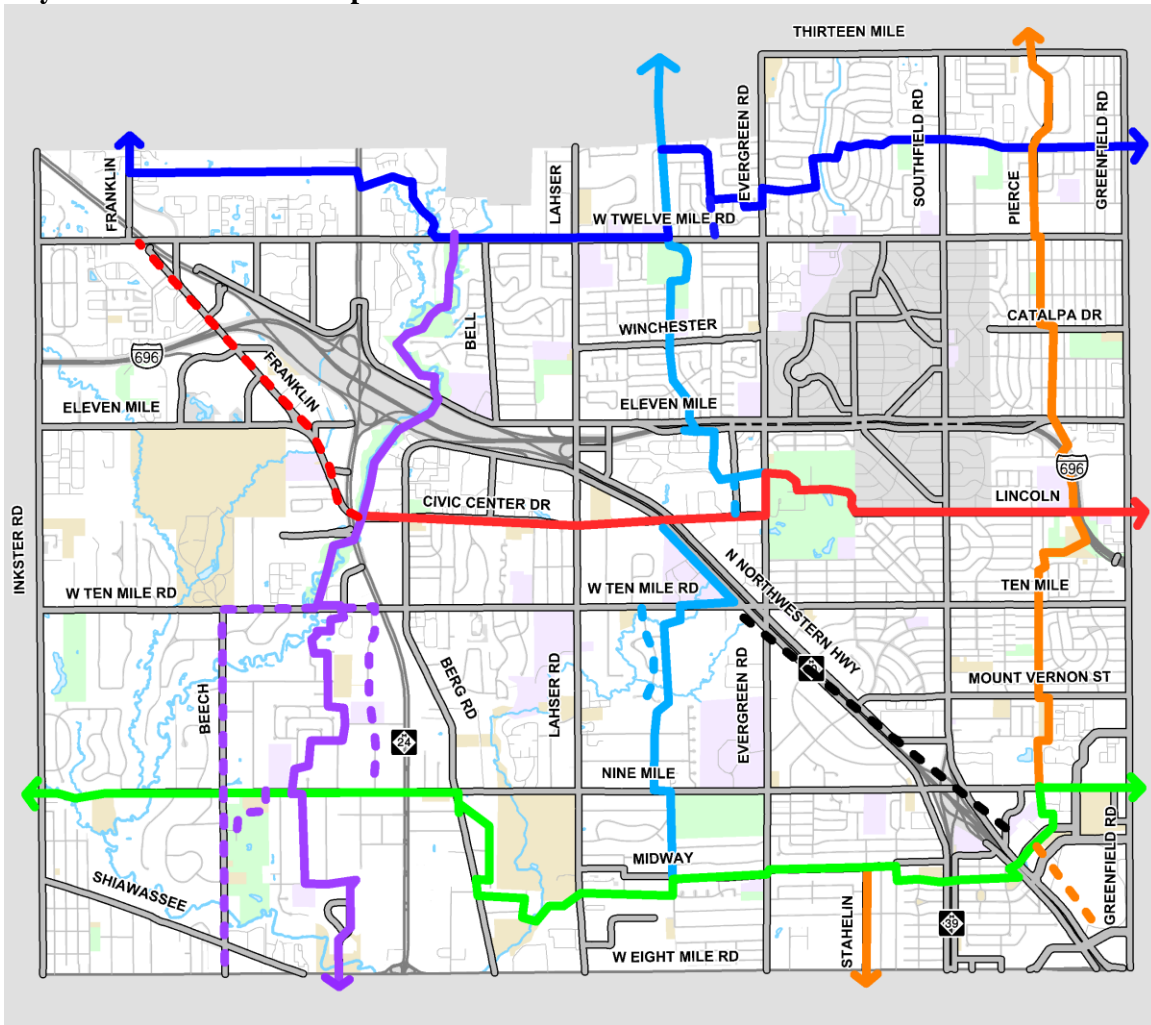 THIRTEEN MILE
FRANKLIN
LAHSER
EVERGREEN RD
SOUTHFIELD RD
PIERCE
GREENFIELD RD
W TWELVE MILE RD
BELL
WINCHESTER
CATALPA DR
696
FRANKLIN
ELEVEN MILE
ELEVEN MILE
696
CIVIC CENTER DR
LINCOLN
INKSTER RD
N NORTHWESTERN HWY
W TEN MILE RD
W TEN MILE RD
TEN MILE
BEECH
BERG RD
LAHSER RD
EVERGREEN RD
MOUNT VERNON ST
24
NINE MILE
MIDWAY
GREENFIELD RD
SHIAWASSEE
STAHELIN
39
W EIGHT MILE RD